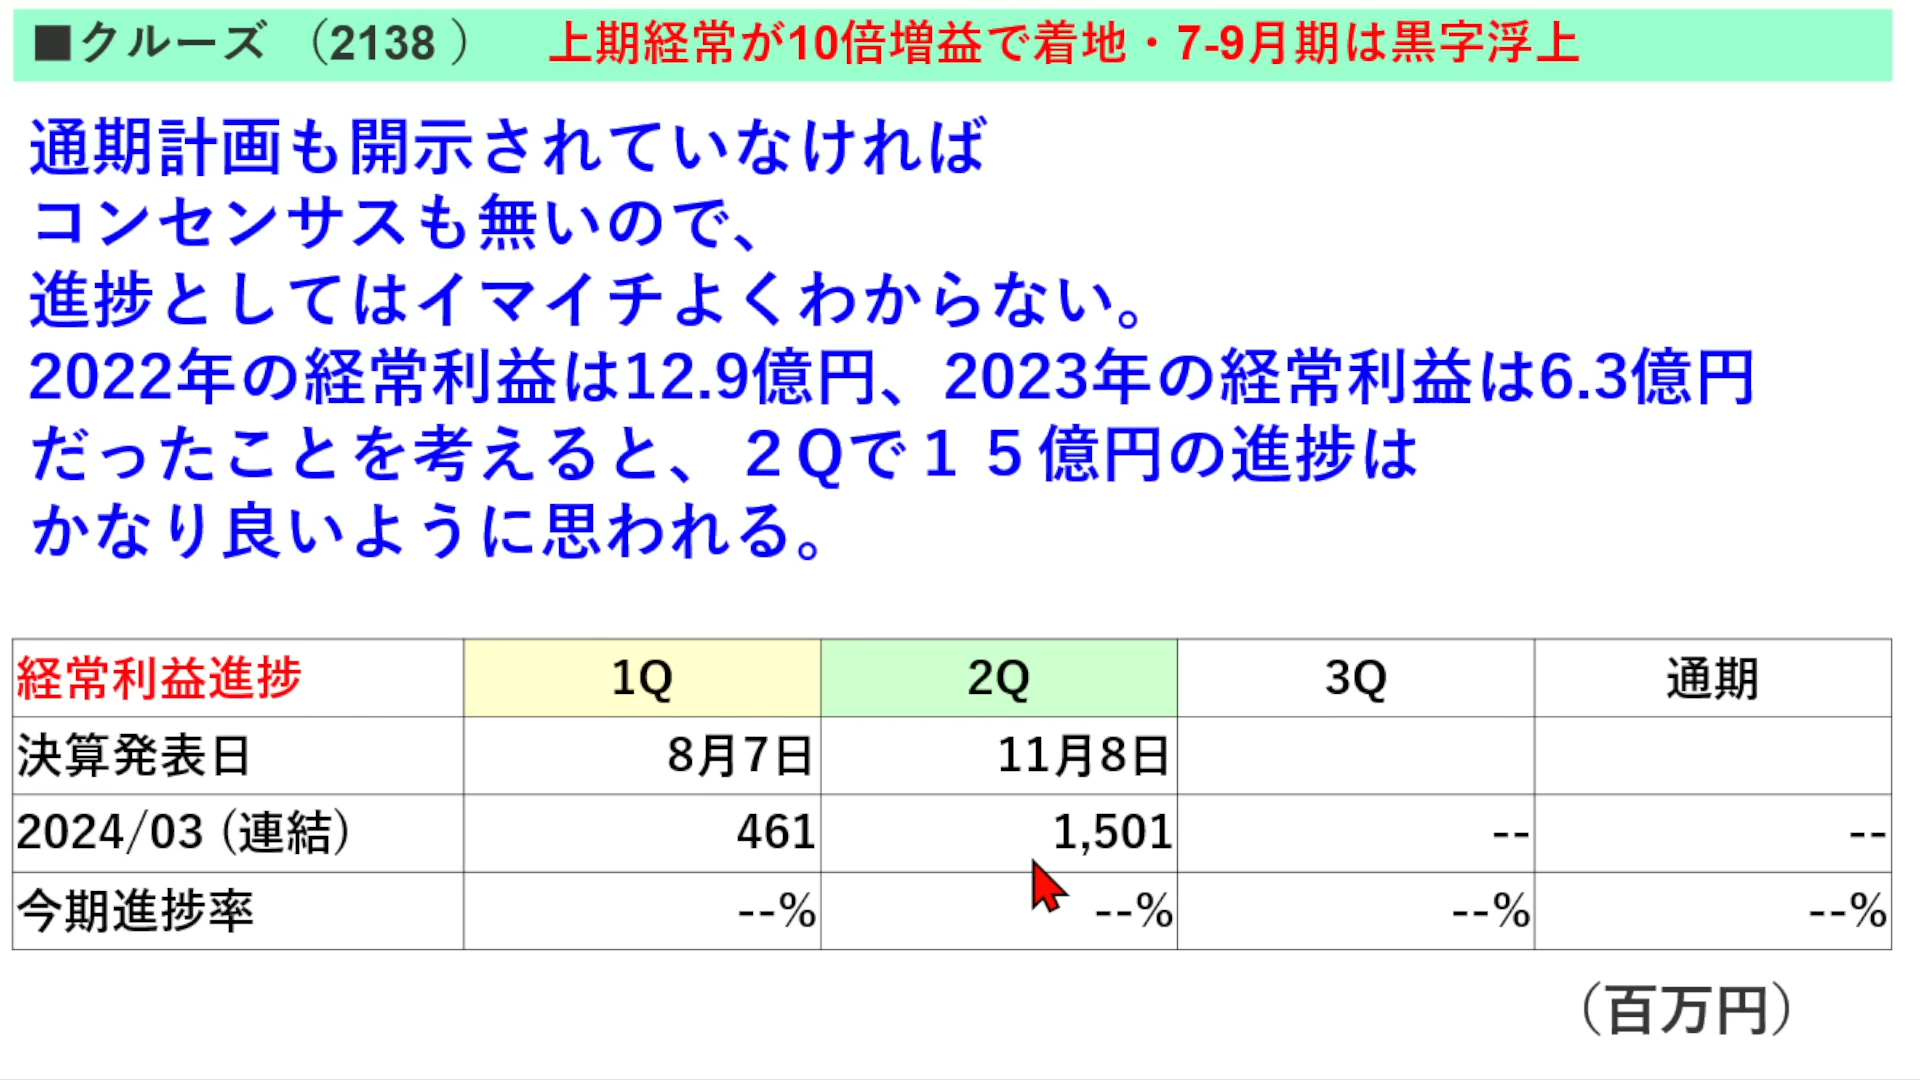 ■クルーズ （2138 ） 上期経常が10倍増益で着地・7-9月期は黒字浮上
通期計画も開示されていなければ
コンセンサスも無いので、
進捗としてはイマイチよくわからない。
2022年の経常利益は12.9億円、2023年の経常利益は6.3億円
だったことを考えると、２Qで１５億円の進捗は
かなり良いように思われる。
経常利益進捗 1Q 2Q 3Q 通期
決算発表日 8月7日 11月8日
2024/03 (連結) 461 1,501 -- --
今期進捗率 --% --% --% --%
（百万円）